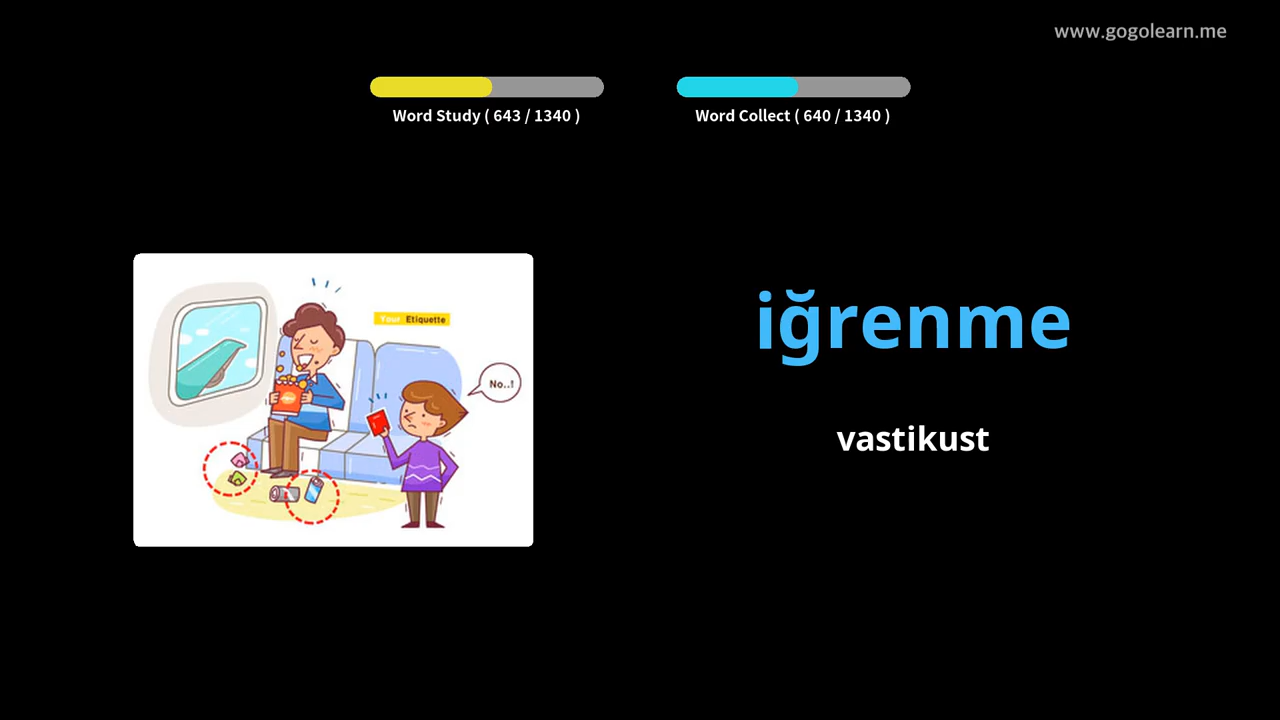 www.gogolearn.me
Word Study ( 643 / 1340 )
Word Collect ( 640 / 1340 )
Your Etiquette
No..!
iğrenme
vastikust